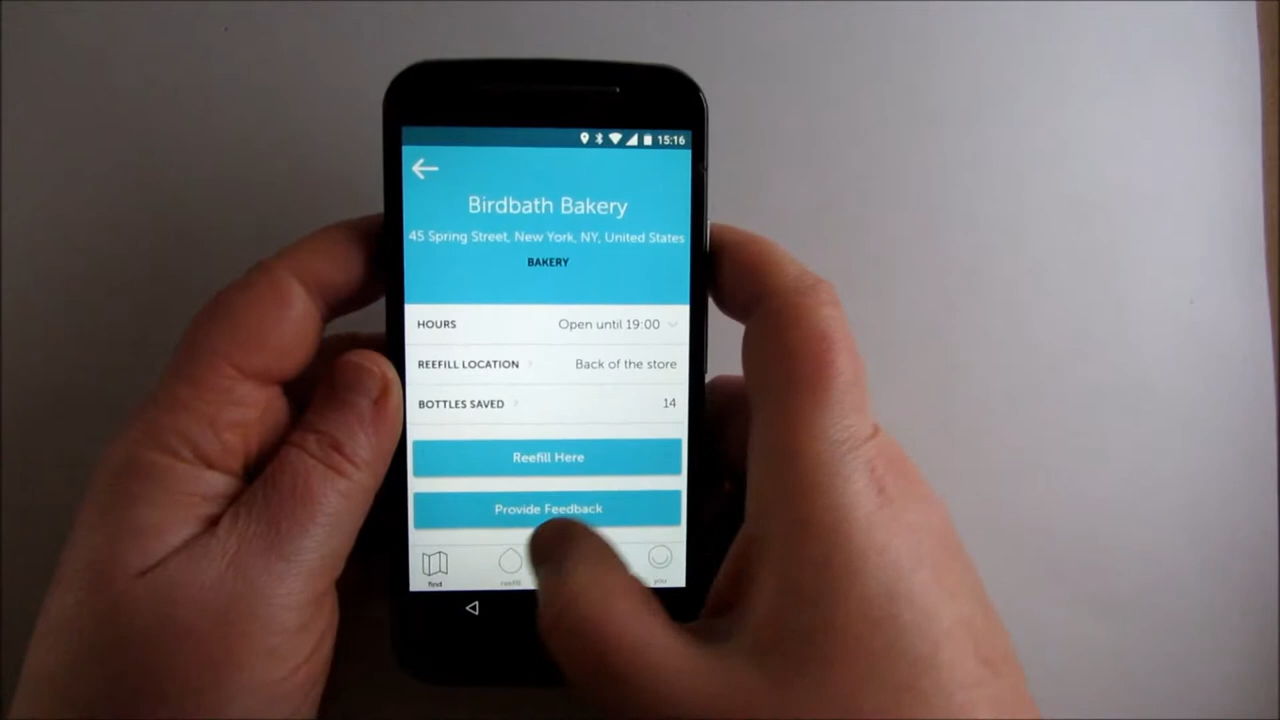 15:16
Birdbath Bakery
45 Spring Street, New York, NY, United States
BAKERY
HOURS Open until 19:00
REEFILL LOCATION Back of the store
BOTTLES SAVED 14
Reefill Here
Provide Feedback
find reefill you